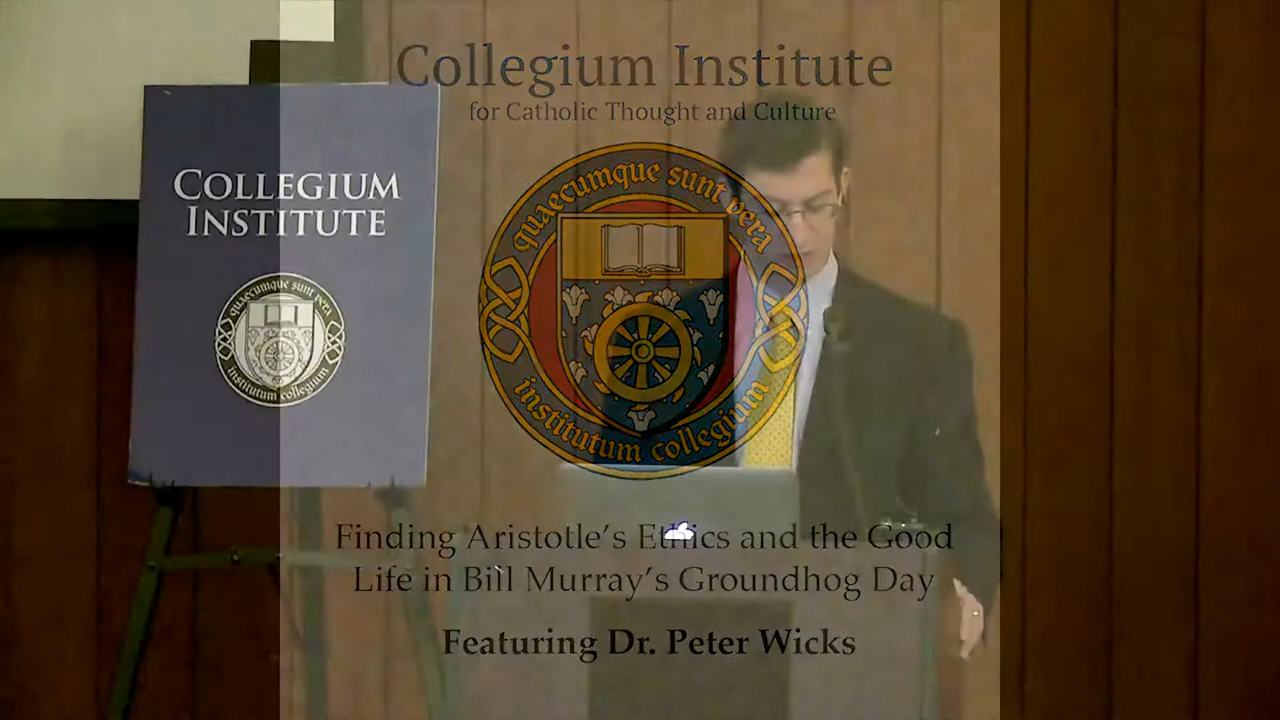 Collegium Institute
for Catholic Thought and Culture
quaecumque sunt vera
institutum collegium
Finding Aristotle's Ethics and the Good
Life in Bill Murray's Groundhog Day
Featuring Dr. Peter Wicks
COLLEGIUM
INSTITUTE
quaecumque sunt vera
institutum collegium